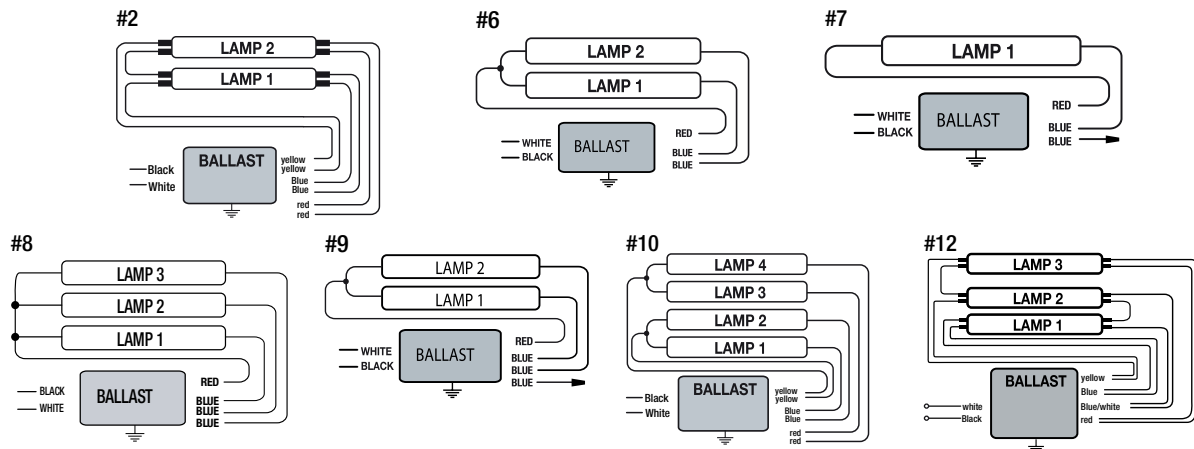 #2
LAMP 2
LAMP 1
BALLAST
Black
White
yellow
yellow
Blue
Blue
red
red
#6
LAMP 2
LAMP 1
WHITE
BLACK
BALLAST
RED
BLUE
BLUE
#7
LAMP 1
WHITE
BLACK
BALLAST
RED
BLUE
BLUE
#8
LAMP 3
LAMP 2
LAMP 1
BLACK
WHITE
BALLAST
RED
BLUE
BLUE
BLUE
#9
LAMP 2
LAMP 1
WHITE
BLACK
BALLAST
RED
BLUE
BLUE
BLUE
#10
LAMP 4
LAMP 3
LAMP 2
LAMP 1
BALLAST
Black
White
yellow
yellow
Blue
Blue
red
red
#12
LAMP 3
LAMP 2
LAMP 1
BALLAST
white
Black
yellow
Blue
Blue/white
red